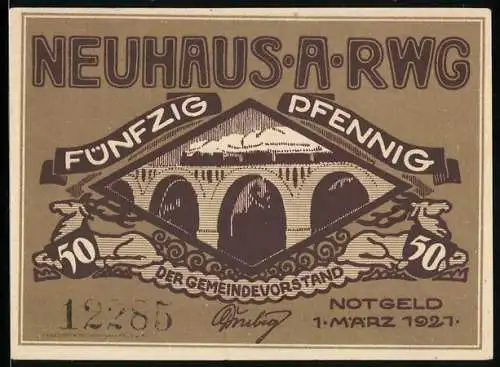 NEUHAUS·A·RWG
FÜNFZIG PFENNIG
50 50
DER GEMEINDEVORSTAND
12285
NOTGELD
1·MÄRZ 1921·